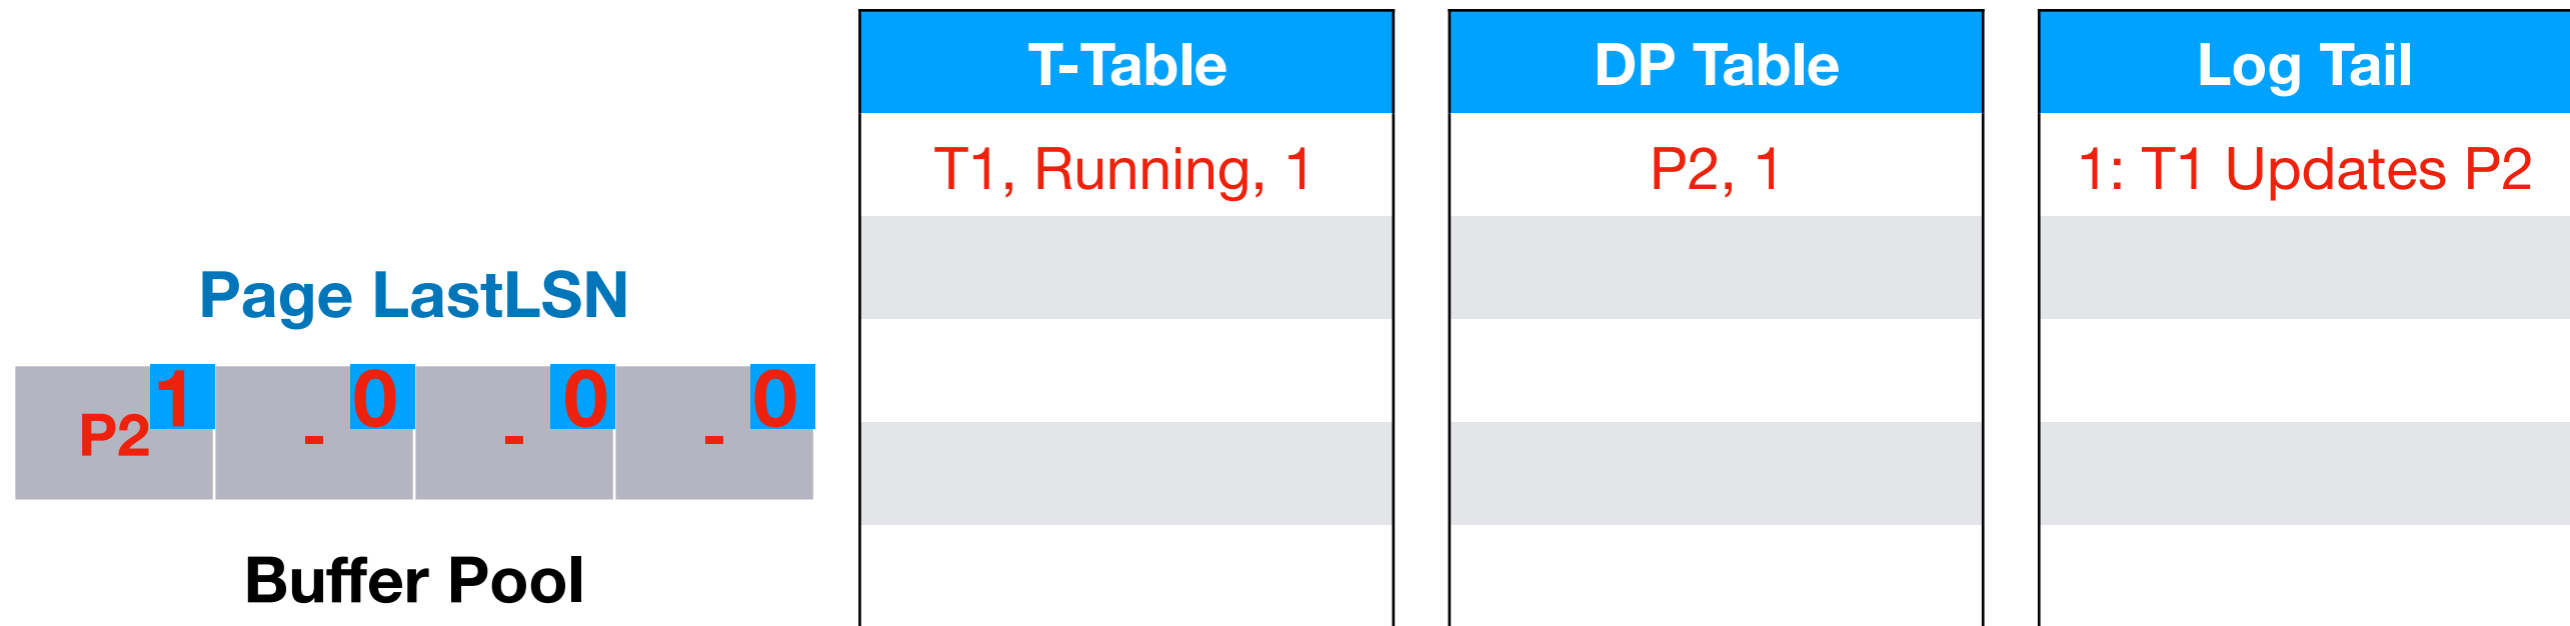 T-Table
DP Table
Log Tail
T1, Running, 1
P2, 1
1: T1 Updates P2
Page LastLSN
1 0 0 0
P2 - - -
Buffer Pool